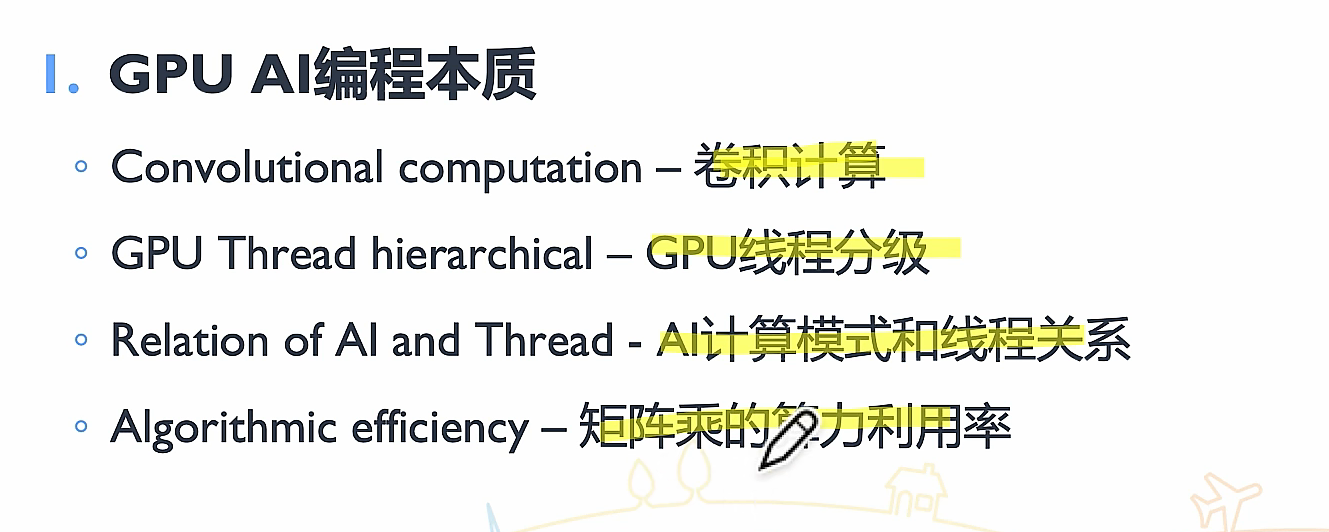 1. GPU AI编程本质
Convolutional computation – 卷积计算
GPU Thread hierarchical – GPU线程分级
Relation of AI and Thread - AI计算模式和线程关系
Algorithmic efficiency – 矩阵乘的算力利用率